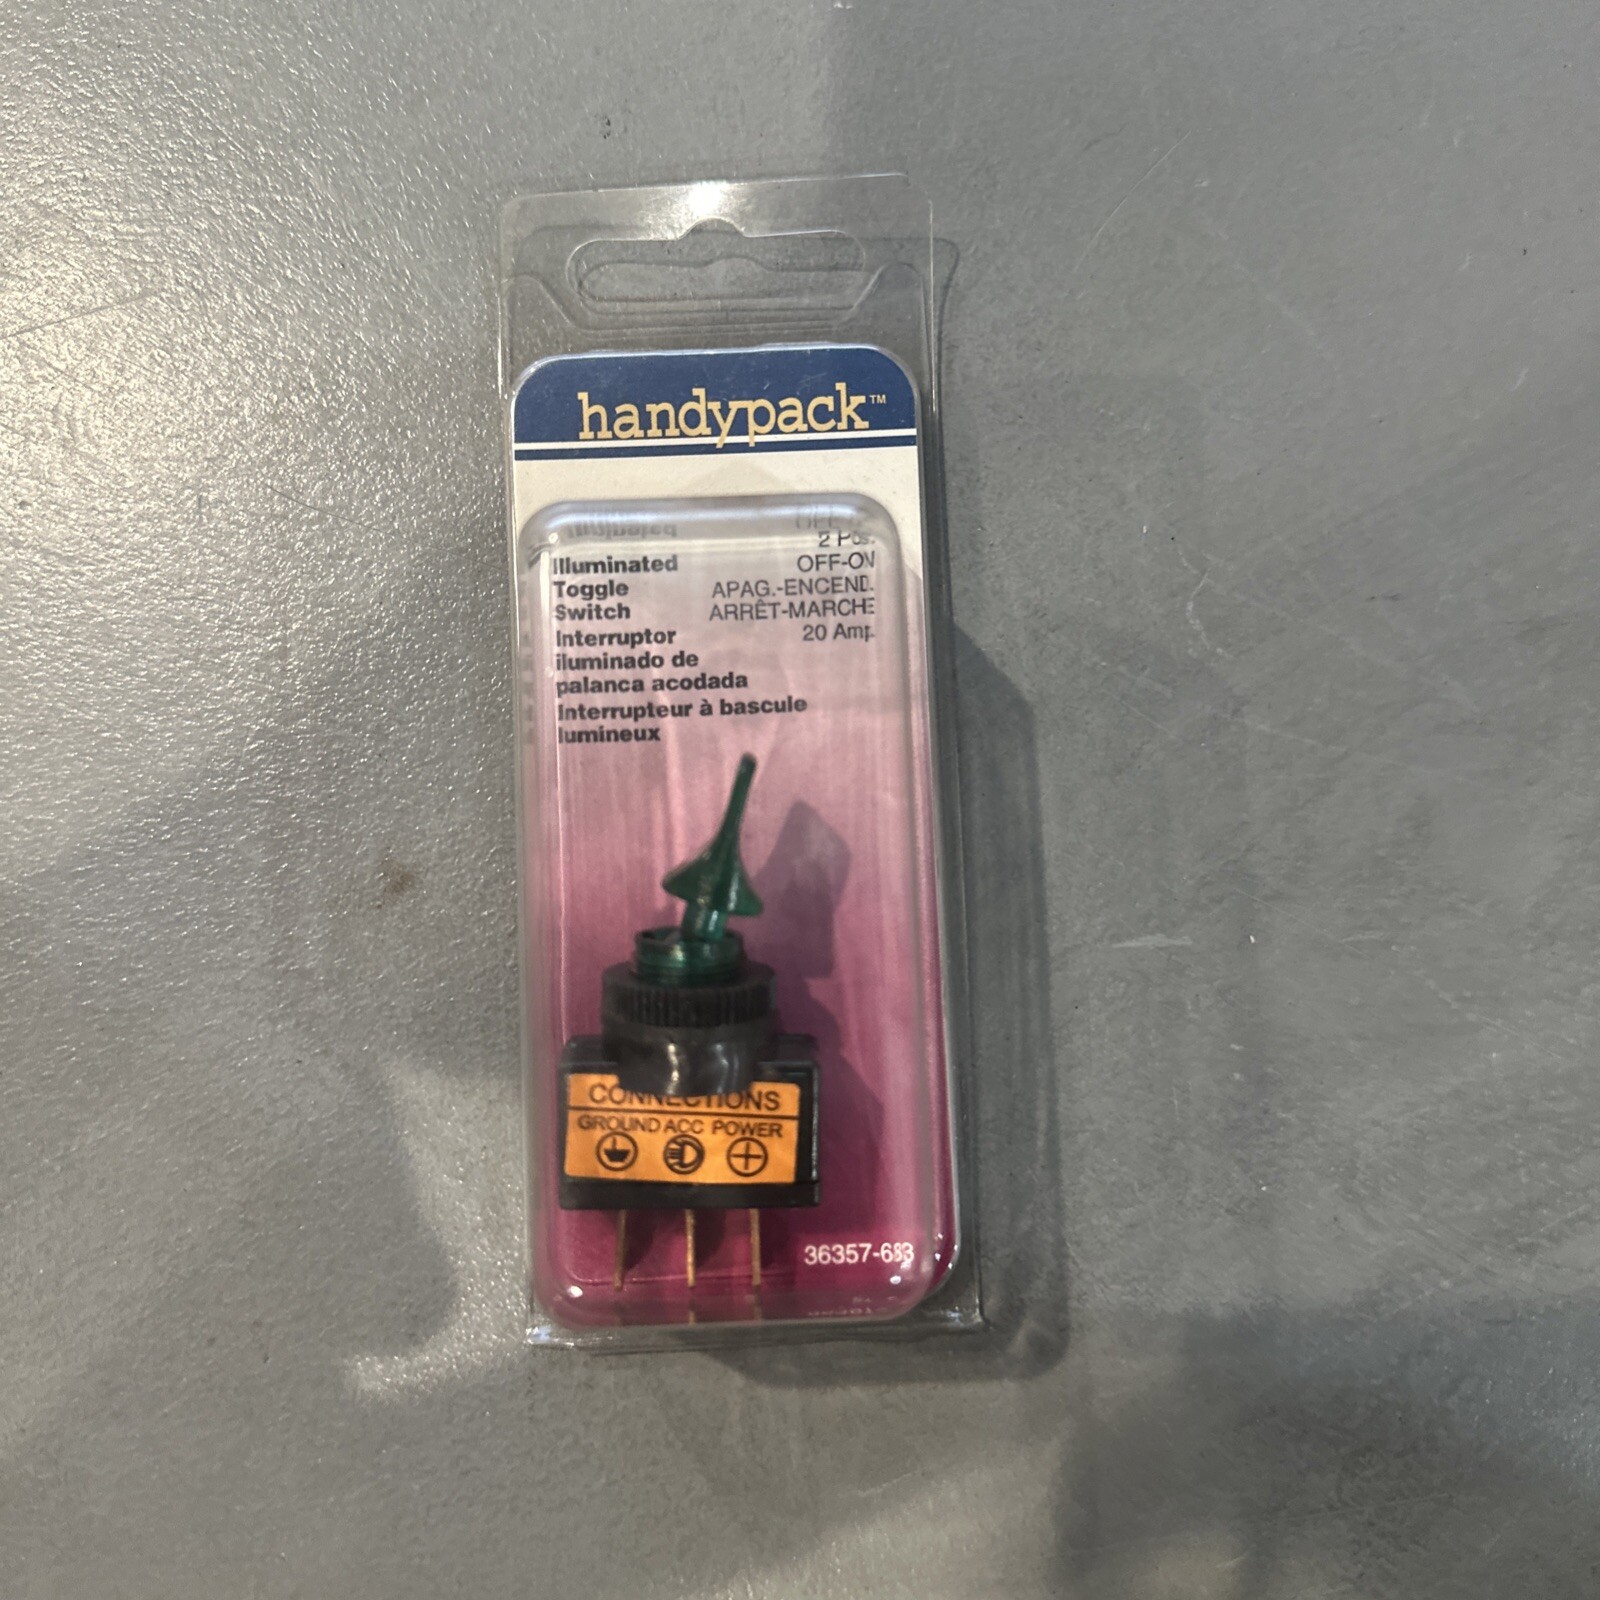 handypack™
2 Pos.
Illuminated OFF-ON
Toggle APAG.-ENCEND.
Switch ARRÊT-MARCHE
Interruptor 20 Amp.
iluminado de
palanca acodada
Interrupteur à bascule
lumineux
CONNECTIONS
GROUND ACC POWER
36357-683